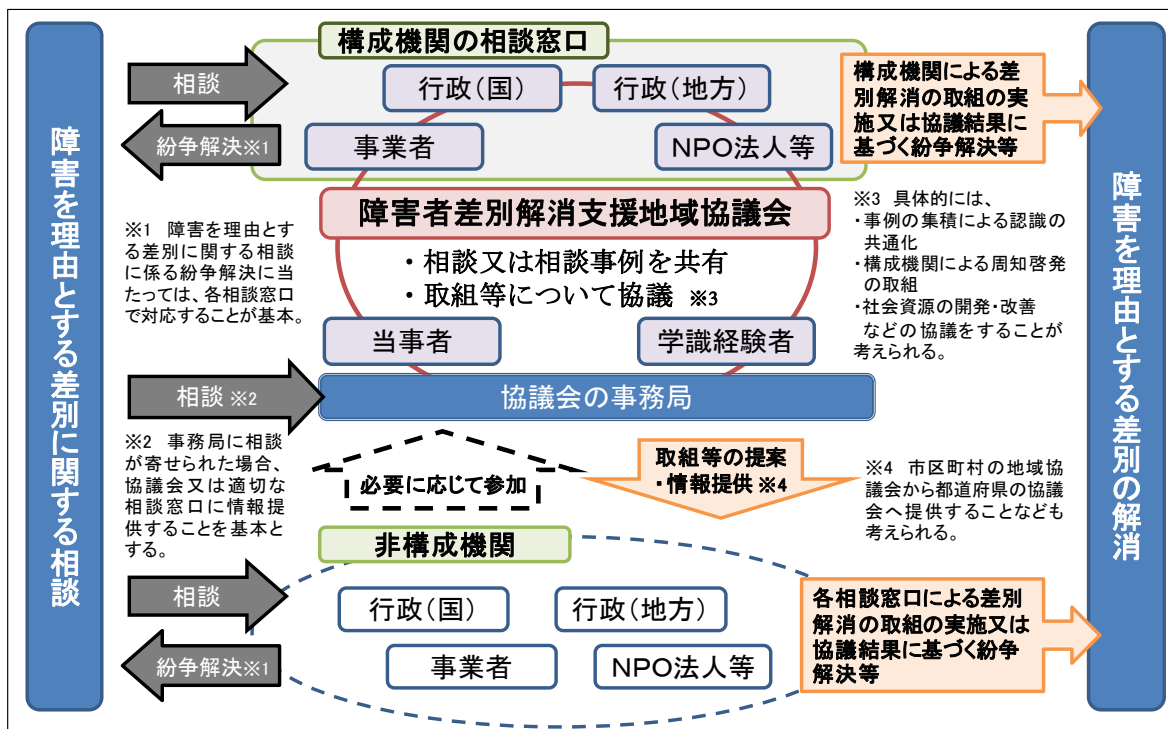 障害を理由とする差別に関する相談
構成機関の相談窓口
相談
紛争解決※1
行政(国)
行政(地方)
事業者
NPO法人等
構成機関による差
別解消の取組の実
施又は協議結果に
基づく紛争解決等
障害者差別解消支援地域協議会
・相談又は相談事例を共有
・取組等について協議 ※3
※1 障害を理由とす
る差別に関する相談
に係る紛争解決に当
たっては、各相談窓口
で対応することが基本。
※3 具体的には、
・事例の集積による認識の
共通化
・構成機関による周知啓発
の取組
・社会資源の開発・改善
などの協議をすることが
考えられる。
当事者
学識経験者
相談 ※2
協議会の事務局
※2 事務局に相談
が寄せられた場合、
協議会又は適切な
相談窓口に情報提
供することを基本と
する。
必要に応じて参加
取組等の提案
・情報提供 ※4
※4 市区町村の地域協
議会から都道府県の協議
会へ提供することなども
考えられる。
非構成機関
相談
紛争解決※1
行政(国)
行政(地方)
事業者
NPO法人等
各相談窓口による差別
解消の取組の実施又は
協議結果に基づく紛争
解決等
障害を理由とする差別の解消